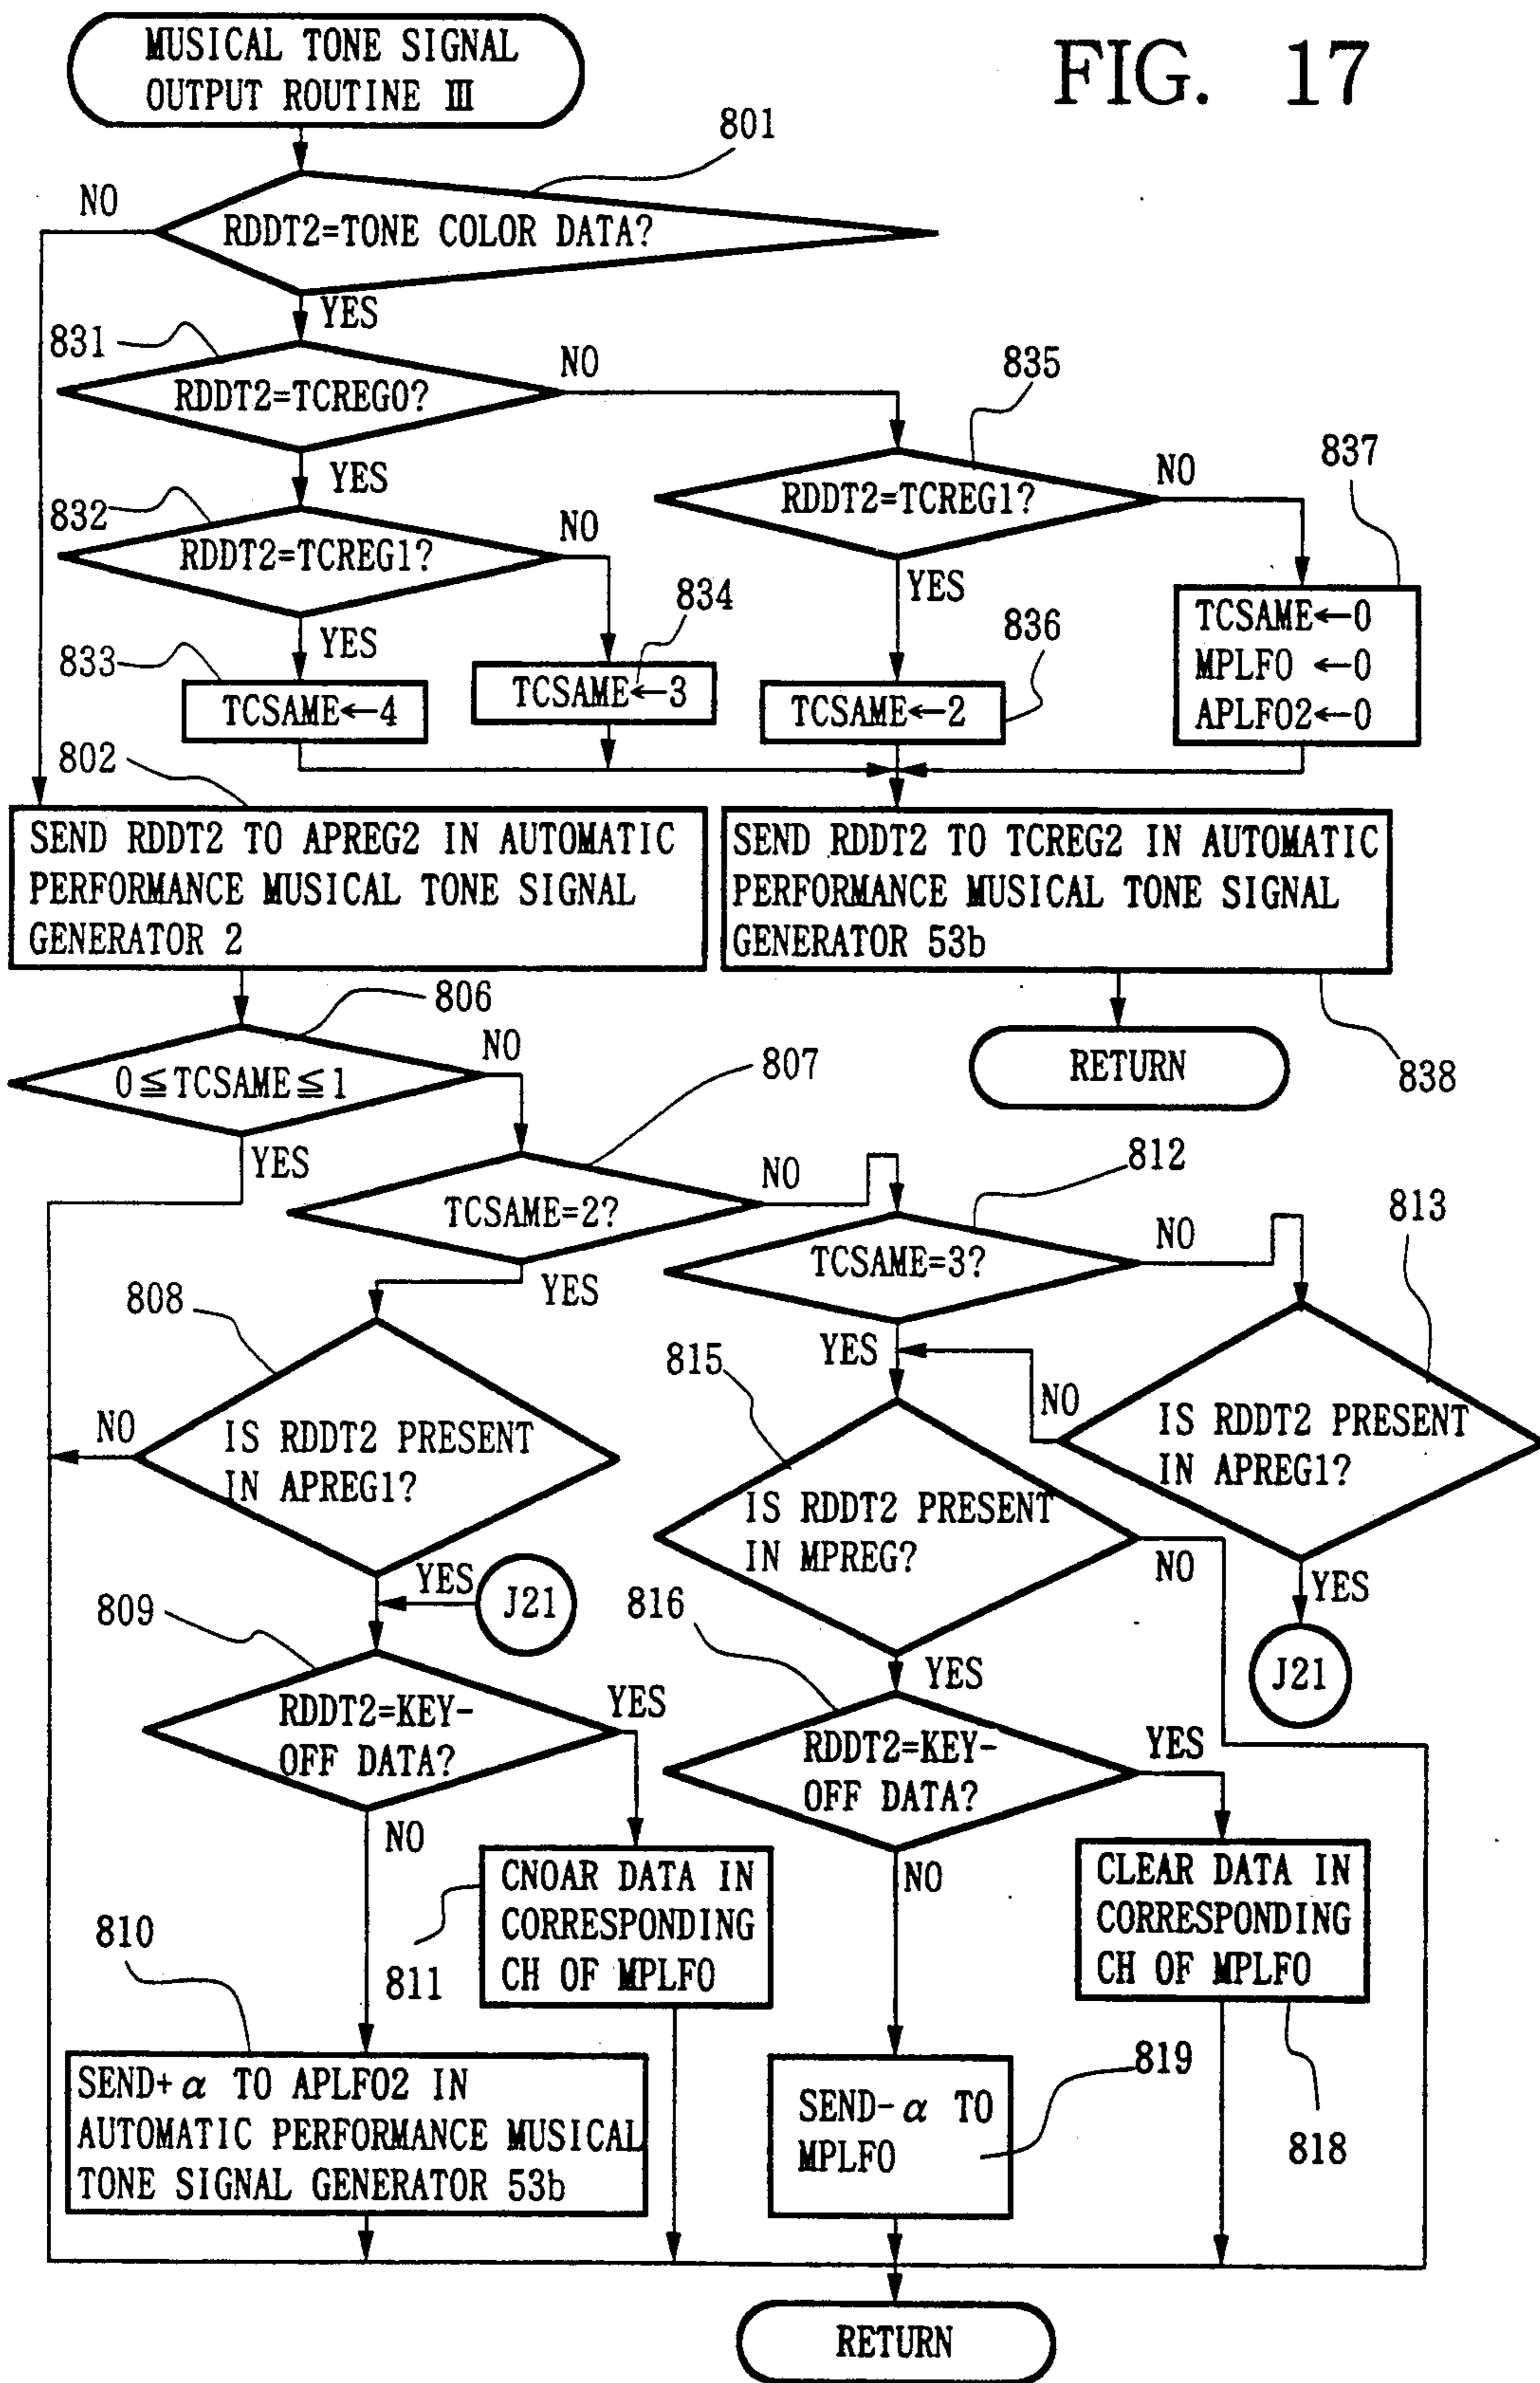 MUSICAL TONE SIGNAL
OUTPUT ROUTINE III
FIG. 17
801
NO
RDDT2=TONE COLOR DATA?
YES
831
RDDT2=TCREG0?
NO
835
YES
RDDT2=TCREG1?
NO
837
832
RDDT2=TCREG1?
NO
YES
834
YES
836
TCSAME←0
MPLFO ←0
APLFO2←0
833
TCSAME←4
TCSAME←3
TCSAME←2
802
SEND RDDT2 TO APREG2 IN AUTOMATIC
PERFORMANCE MUSICAL TONE SIGNAL
GENERATOR 2
SEND RDDT2 TO TCREG2 IN AUTOMATIC
PERFORMANCE MUSICAL TONE SIGNAL
GENERATOR 53b
806
NO
807
RETURN
838
0≦TCSAME≦1
YES
TCSAME=2?
NO
812
YES
TCSAME=3?
NO
813
808
YES
815
NO
IS RDDT2 PRESENT
IN APREG1?
NO
IS RDDT2 PRESENT
IN APREG1?
IS RDDT2 PRESENT
IN MPREG?
NO
YES
J21
YES
J21
809
816
YES
RDDT2=KEY-
OFF DATA?
YES
RDDT2=KEY-
OFF DATA?
YES
NO
811
CNOAR DATA IN
CORRESPONDING
CH OF MPLFO
NO
CLEAR DATA IN
CORRESPONDING
CH OF MPLFO
810
SEND+α TO APLFO2 IN
AUTOMATIC PERFORMANCE MUSICAL
TONE SIGNAL GENERATOR 53b
SEND-α TO
MPLFO
819
818
RETURN